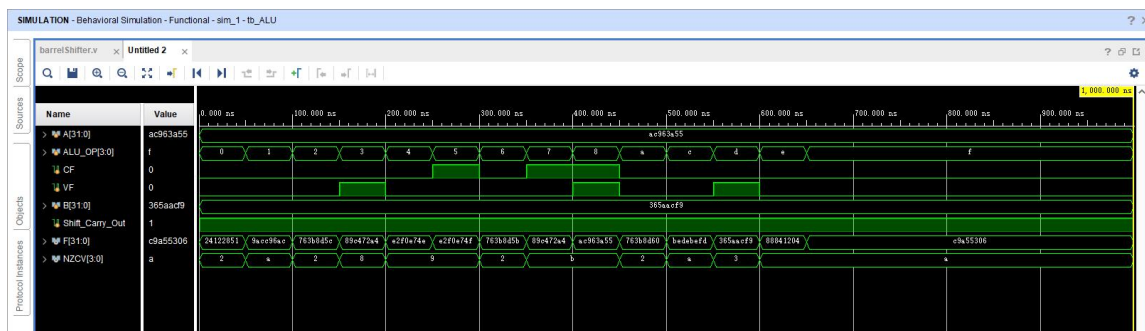 SIMULATION - Behavioral Simulation - Functional - sim_1 - tb_ALU
barrelShifter.v
Untitled 2
Scope
Sources
Objects
Protocol Instances
1,000.000 ns
Name Value 0.000 ns 100.000 ns 200.000 ns 300.000 ns 400.000 ns 500.000 ns 600.000 ns 700.000 ns 800.000 ns 900.000 ns
A[31:0] ac963a55 ac963a55
ALU_OP[3:0] f 0 1 2 3 4 5 6 7 8 a c d e f
CF 0
VF 0
B[31:0] 365aacf9 365aacf9
Shift_Carry_Out 1
F[31:0] c9a55306 24122851 9acc96ac 763b8d5c 89c472a4 e2f0e74e e2f0e74f 763b8d5b 89c472a4 ac963a55 763b8d60 bedebefd 365aacf9 88041204 c9a55306
NZCV[3:0] a 2 a 2 8 9 2 b 2 a 3 a